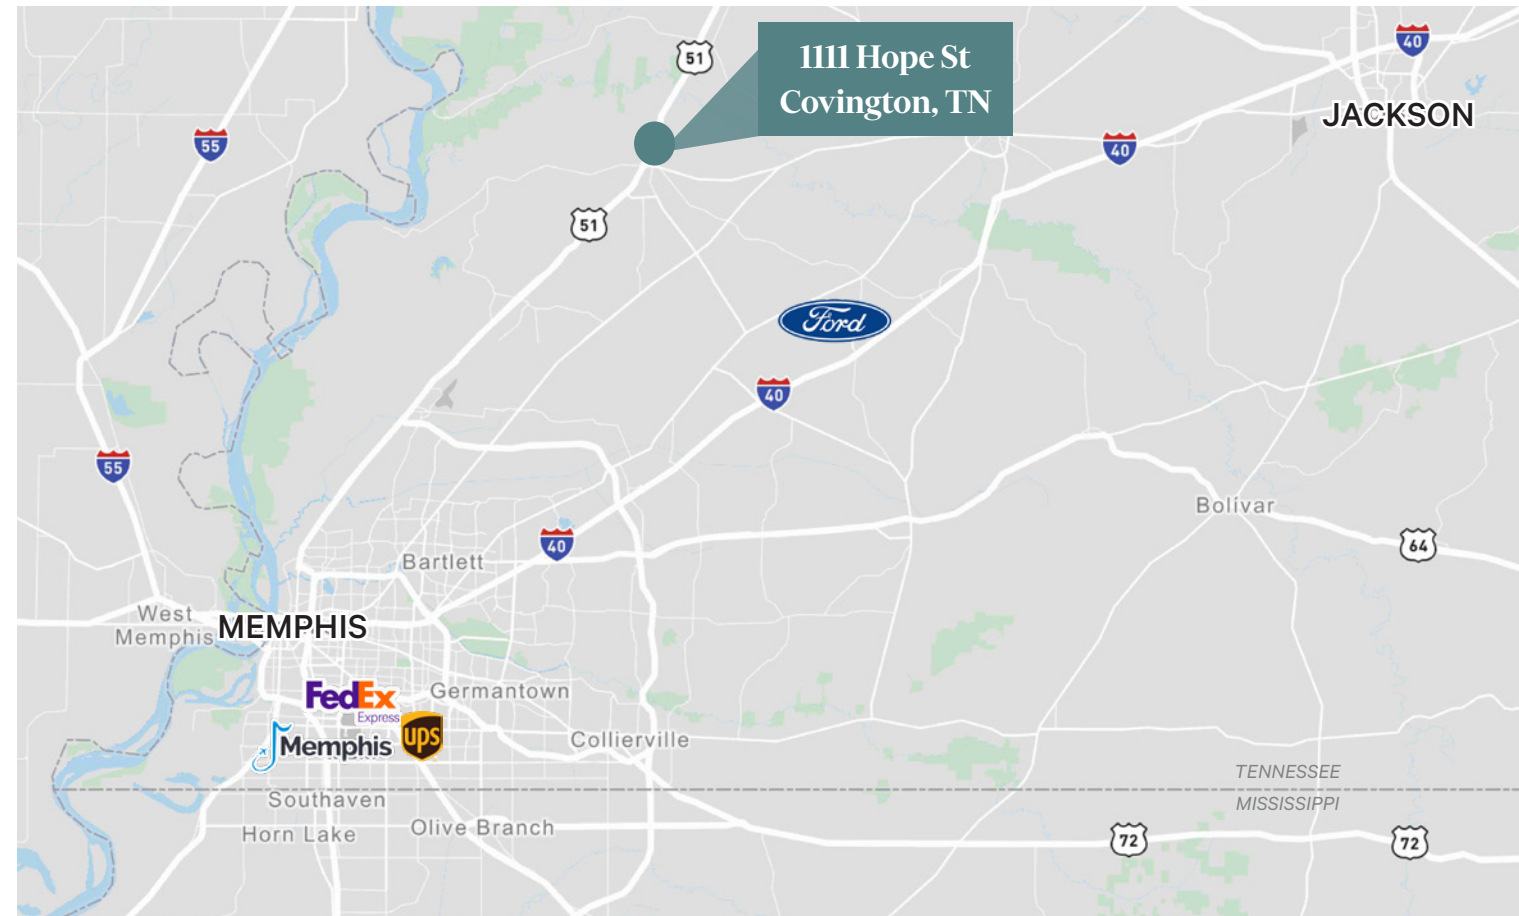 51
1111 Hope St
Covington, TN
40
JACKSON
55
40
51
Ford
40
55
Bolívar
40
64
Bartlett
West
Memphis
MEMPHIS
FedEx
Express
Germantown
ups
Memphis
Collierville
TENNESSEE
MISSISSIPPI
Southaven
Horn Lake
Olive Branch
72
72